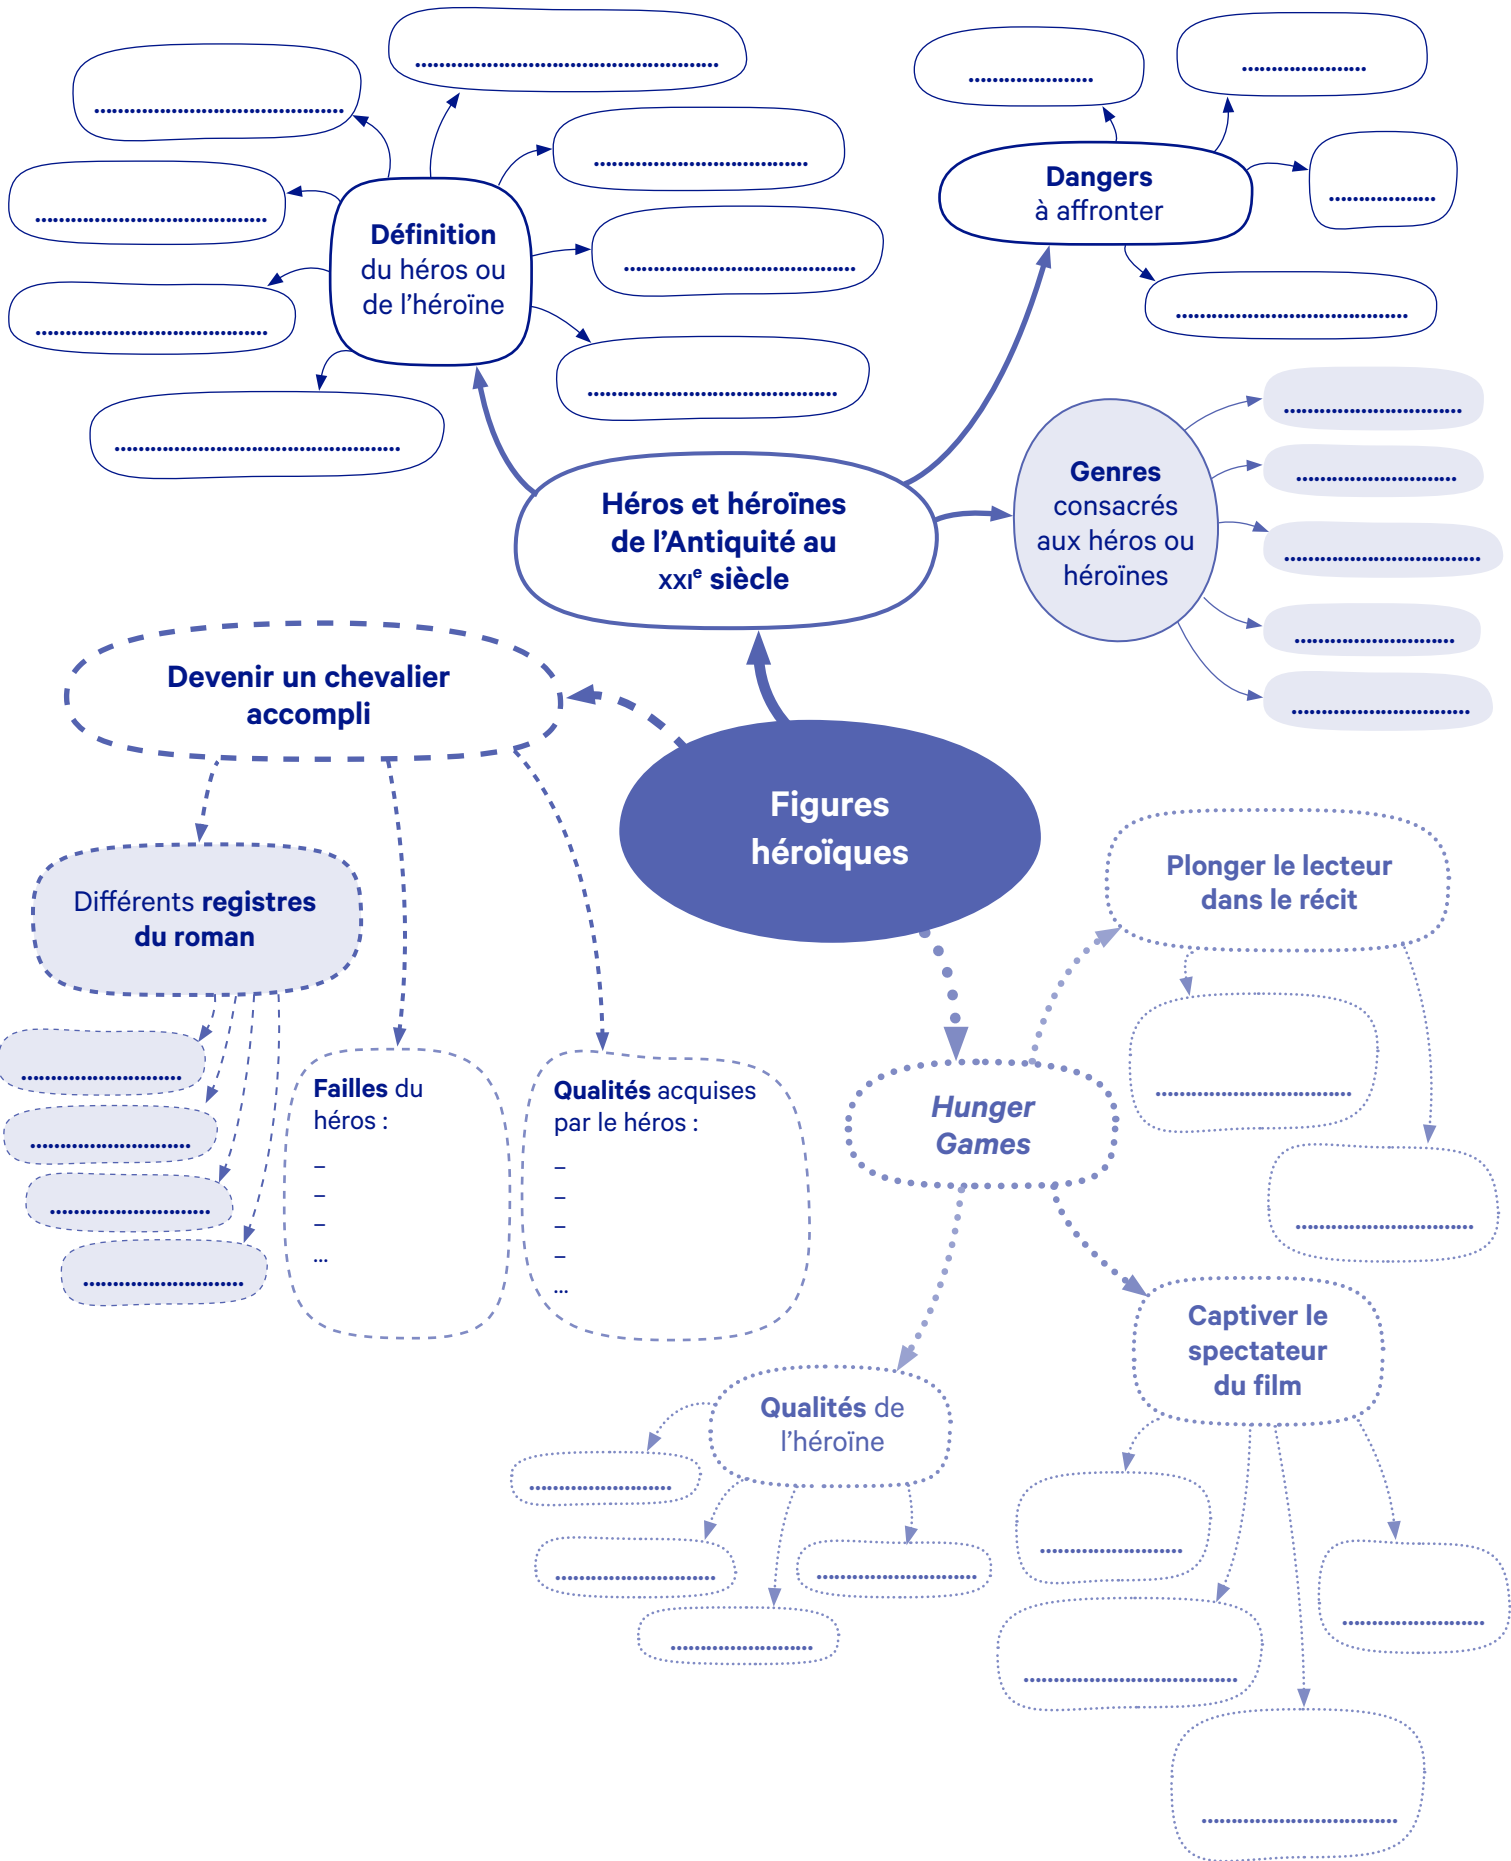 Définition
du héros ou
de l'héroïne
Dangers
à affronter
Héros et héroïnes
de l'Antiquité au
XXIe siècle
Genres
consacrés
aux héros ou
héroïnes
Devenir un chevalier
accompli
Figures
héroïques
Différents registres
du roman
Failles du
héros :
–
–
–
...
Qualités acquises
par le héros :
–
–
–
–
...
Plonger le lecteur
dans le récit
Hunger
Games
Captiver le
spectateur
du film
Qualités de
l'héroïne